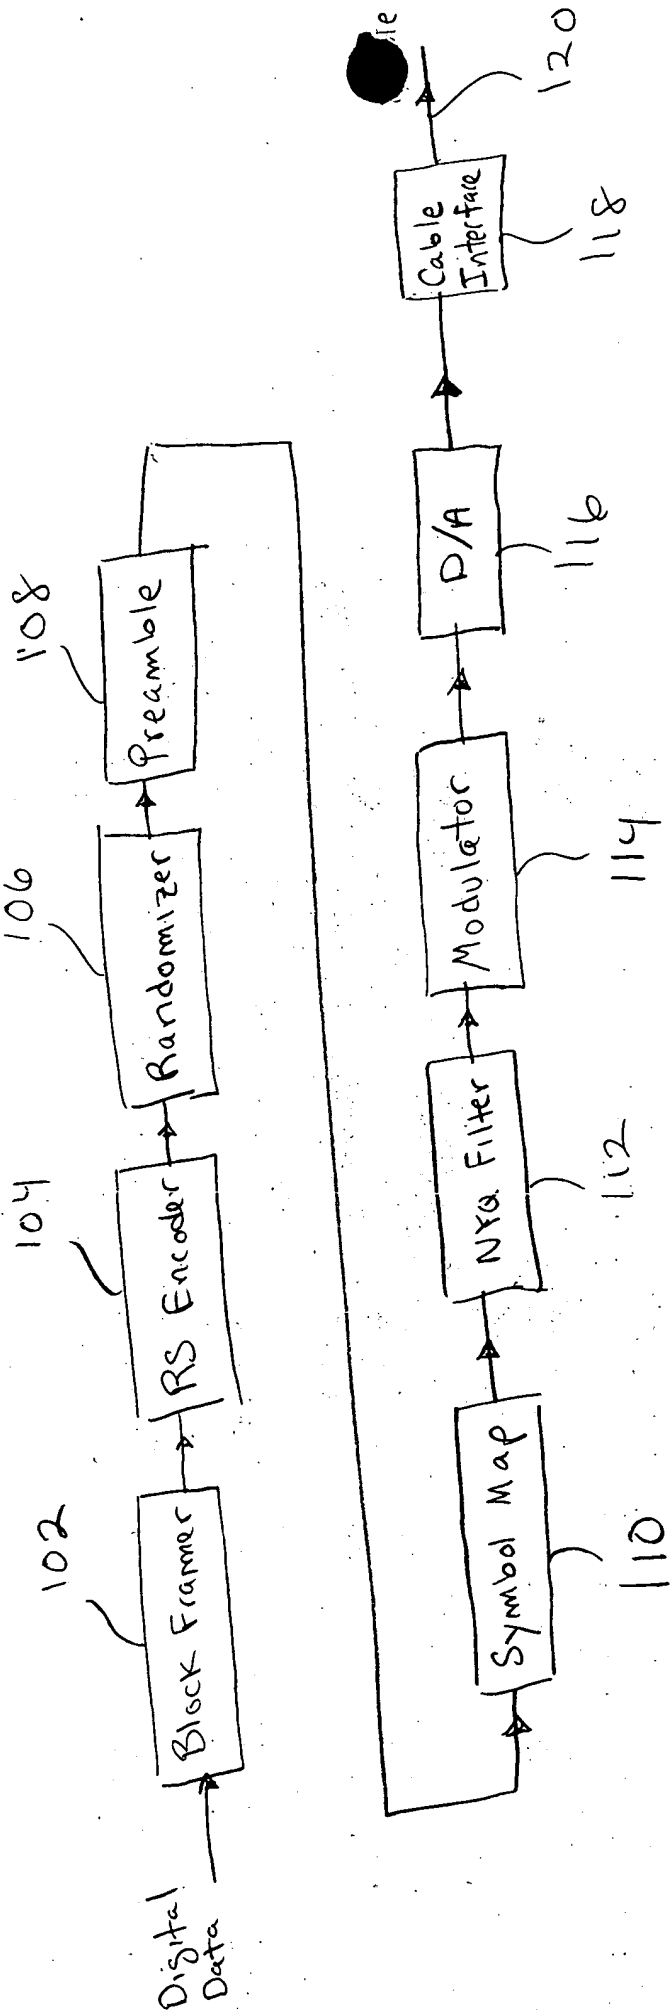 108
106
104
102
Preamble
Randomizer
RS Encoder
Block Framer
Digital
Data
Symbol Map
NYQ Filter
Modulator
D/A
Cable
Interface
110
112
114
116
118
120